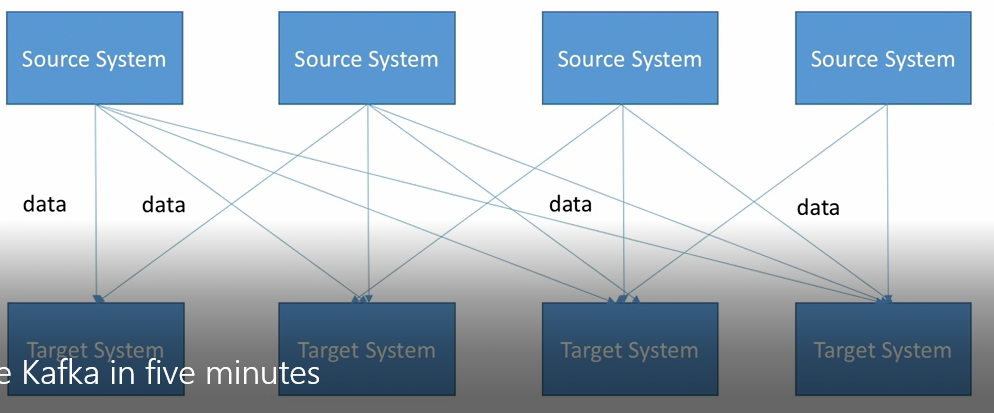 Source System Source System Source System Source System
data data data data
Target System Target System Target System Target System
e Kafka in five minutes